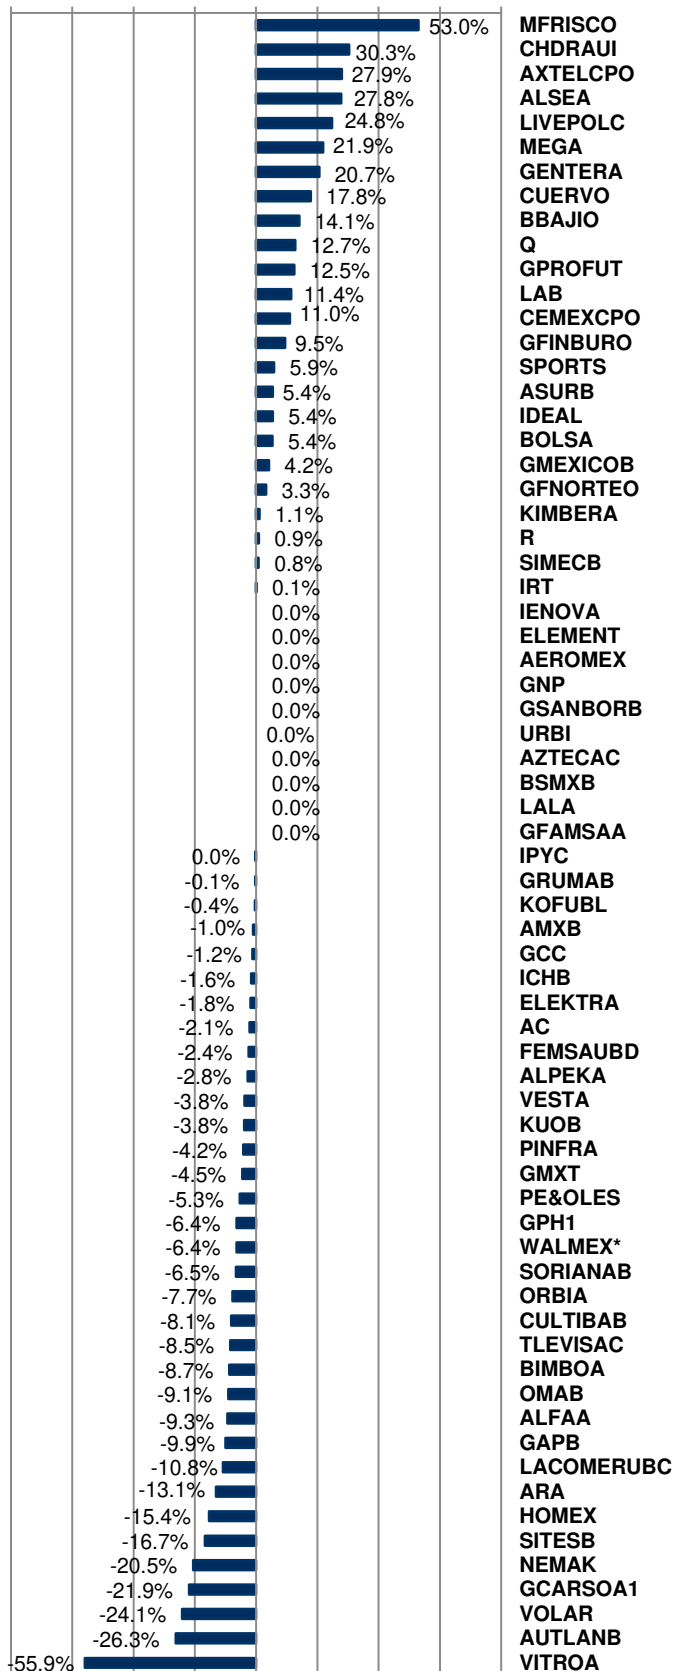 53.0% MFRISCO
30.3% CHDRAUI
27.9% AXTELCPO
27.8% ALSEA
24.8% LIVEPOLC
21.9% MEGA
20.7% GENTERA
17.8% CUERVO
14.1% BBAJIO
12.7% Q
12.5% GPROFUT
11.4% LAB
11.0% CEMEXCPO
9.5% GFINBURO
5.9% SPORTS
5.4% ASURB
5.4% IDEAL
5.4% BOLSA
4.2% GMEXICOB
3.3% GFNORTEO
1.1% KIMBERA
0.9% R
0.8% SIMECB
0.1% IRT
0.0% IENOVA
0.0% ELEMENT
0.0% AEROMEX
0.0% GNP
0.0% GSANBORB
0.0% URBI
0.0% AZTECAC
0.0% BSMXB
0.0% LALA
0.0% GFAMSAA
0.0% IPYC
-0.1% GRUMAB
-0.4% KOFUBL
-1.0% AMXB
-1.2% GCC
-1.6% ICHB
-1.8% ELEKTRA
-2.1% AC
-2.4% FEMSAUBD
-2.8% ALPEKA
-3.8% VESTA
-3.8% KUOB
-4.2% PINFRA
-4.5% GMXT
-5.3% PE&OLES
-6.4% GPH1
-6.4% WALMEX*
-6.5% SORIANAB
-7.7% ORBIA
-8.1% CULTIBAB
-8.5% TLEVISAC
-8.7% BIMBOA
-9.1% OMAB
-9.3% ALFAA
-9.9% GAPB
-10.8% LACOMERUBC
-13.1% ARA
-15.4% HOMEX
-16.7% SITESB
-20.5% NEMAK
-21.9% GCARSOA1
-24.1% VOLAR
-26.3% AUTLANB
-55.9% VITROA